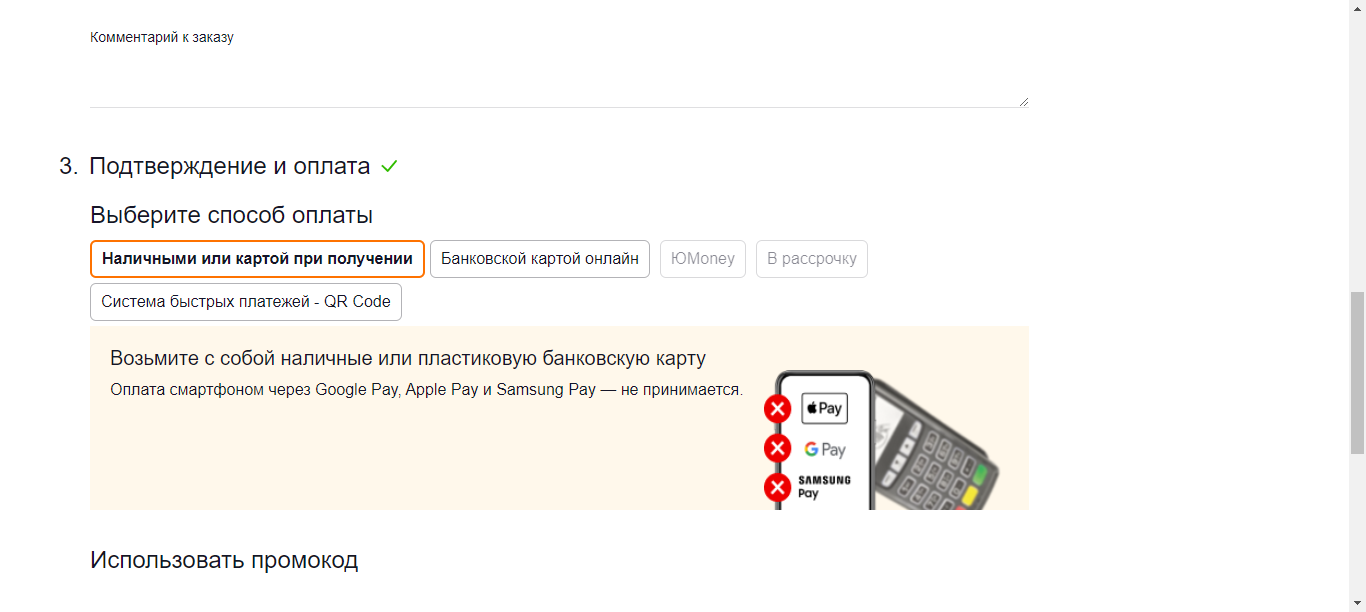 Комментарий к заказу
3. Подтверждение и оплата
Выберите способ оплаты
Наличными или картой при получении
Банковской картой онлайн
ЮMoney
В рассрочку
Система быстрых платежей - QR Code
Возьмите с собой наличные или пластиковую банковскую карту
Оплата смартфоном через Google Pay, Apple Pay и Samsung Pay — не принимается.
Pay
G Pay
SAMSUNG
Pay
Использовать промокод